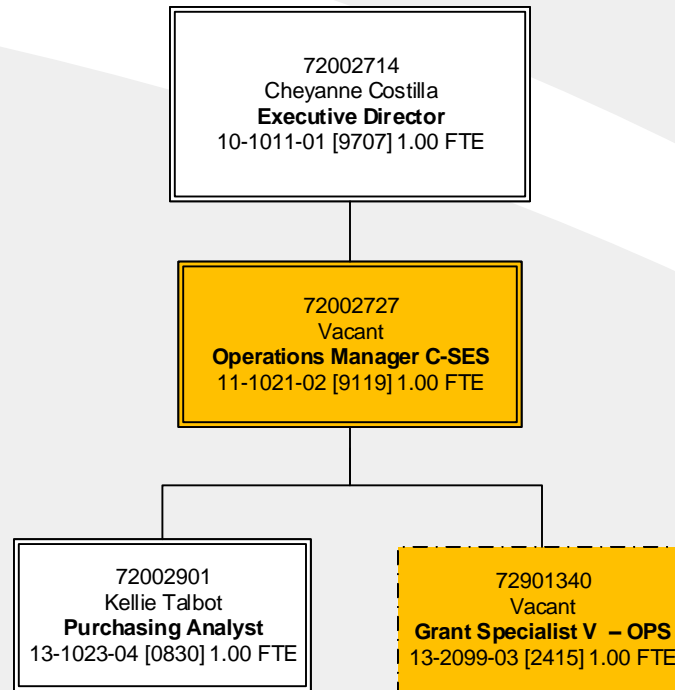 72002714
Cheyanne Costilla
Executive Director
10-1011-01 [9707] 1.00 FTE
72002727
Vacant
Operations Manager C-SES
11-1021-02 [9119] 1.00 FTE
72002901
Kellie Talbot
Purchasing Analyst
13-1023-04 [0830] 1.00 FTE
72901340
Vacant
Grant Specialist V – OPS
13-2099-03 [2415] 1.00 FTE